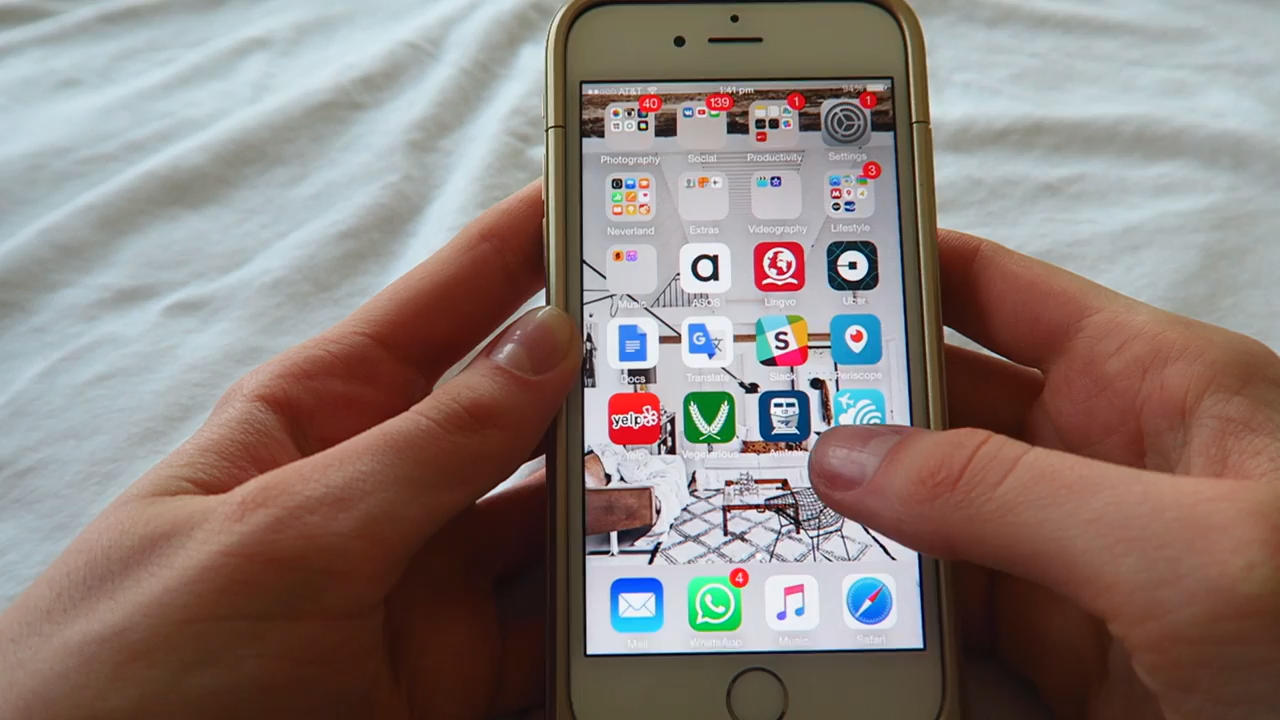 AT&T 1:41 pm 94%
40 139 1 1
Photography Social Productivity Settings
3
Neverland Extras Videography Lifestyle
a
Music ASOS Lingvo Uber
S
Docs Translate Slack Periscope
yelp
Yelp Vegetarious Amtrak
4
Mail WhatsApp Music Safari